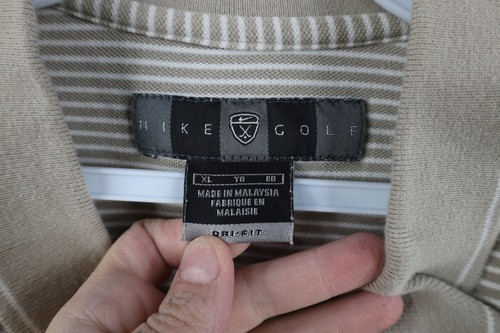 NIKE GOLF
XL TG EG
MADE IN MALAYSIA
FABRIQUE EN
MALAISIE
DRI-FIT